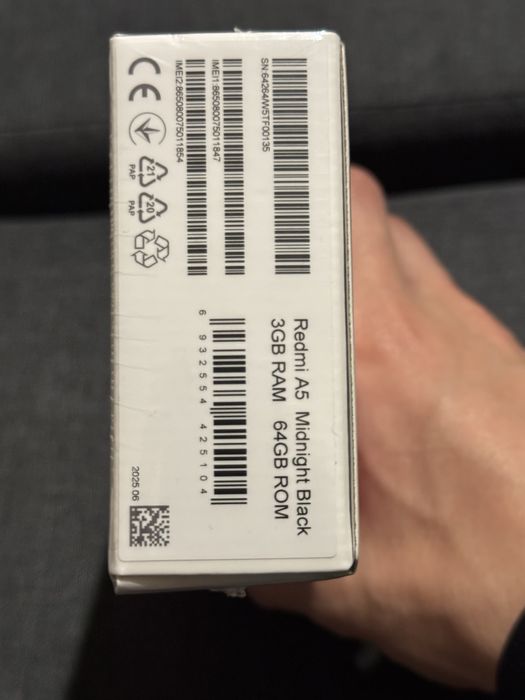 SN:64264/W5TF00135
IMEI1:865080075011847
IMEI2:865080075011854
CE
21
PAP
20
PAP
Redmi A5 Midnight Black
3GB RAM 64GB ROM
6 932554 425104
2025.06